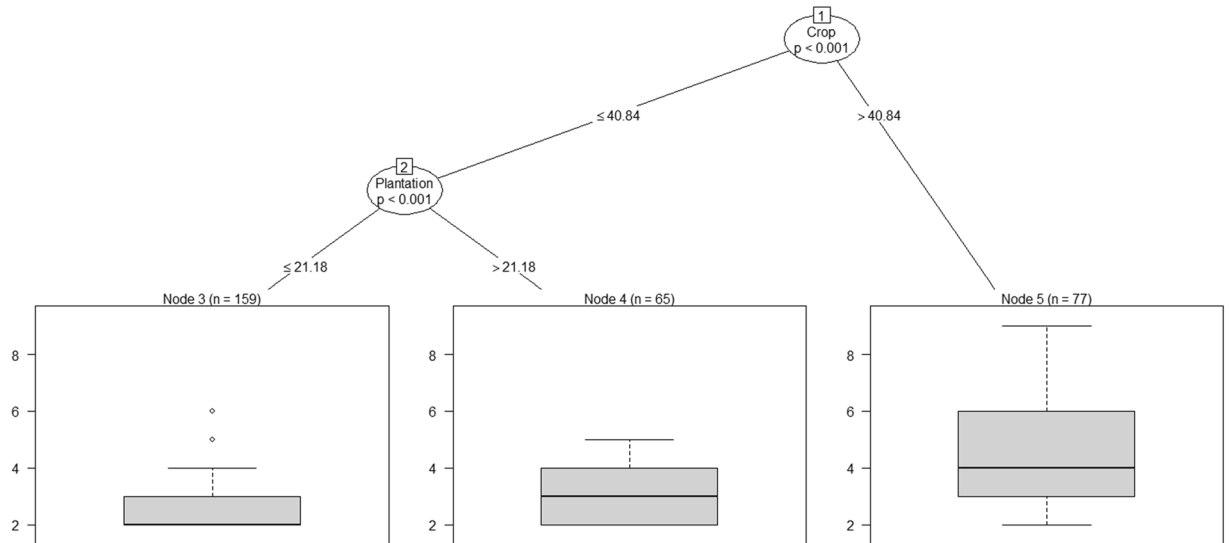 1
Crop
p < 0.001
≤ 40.84
> 40.84
2
Plantation
p < 0.001
≤ 21.18
> 21.18
Node 3 (n = 159)
Node 4 (n = 65)
Node 5 (n = 77)
8
6
4
2
8
6
4
2
8
6
4
2